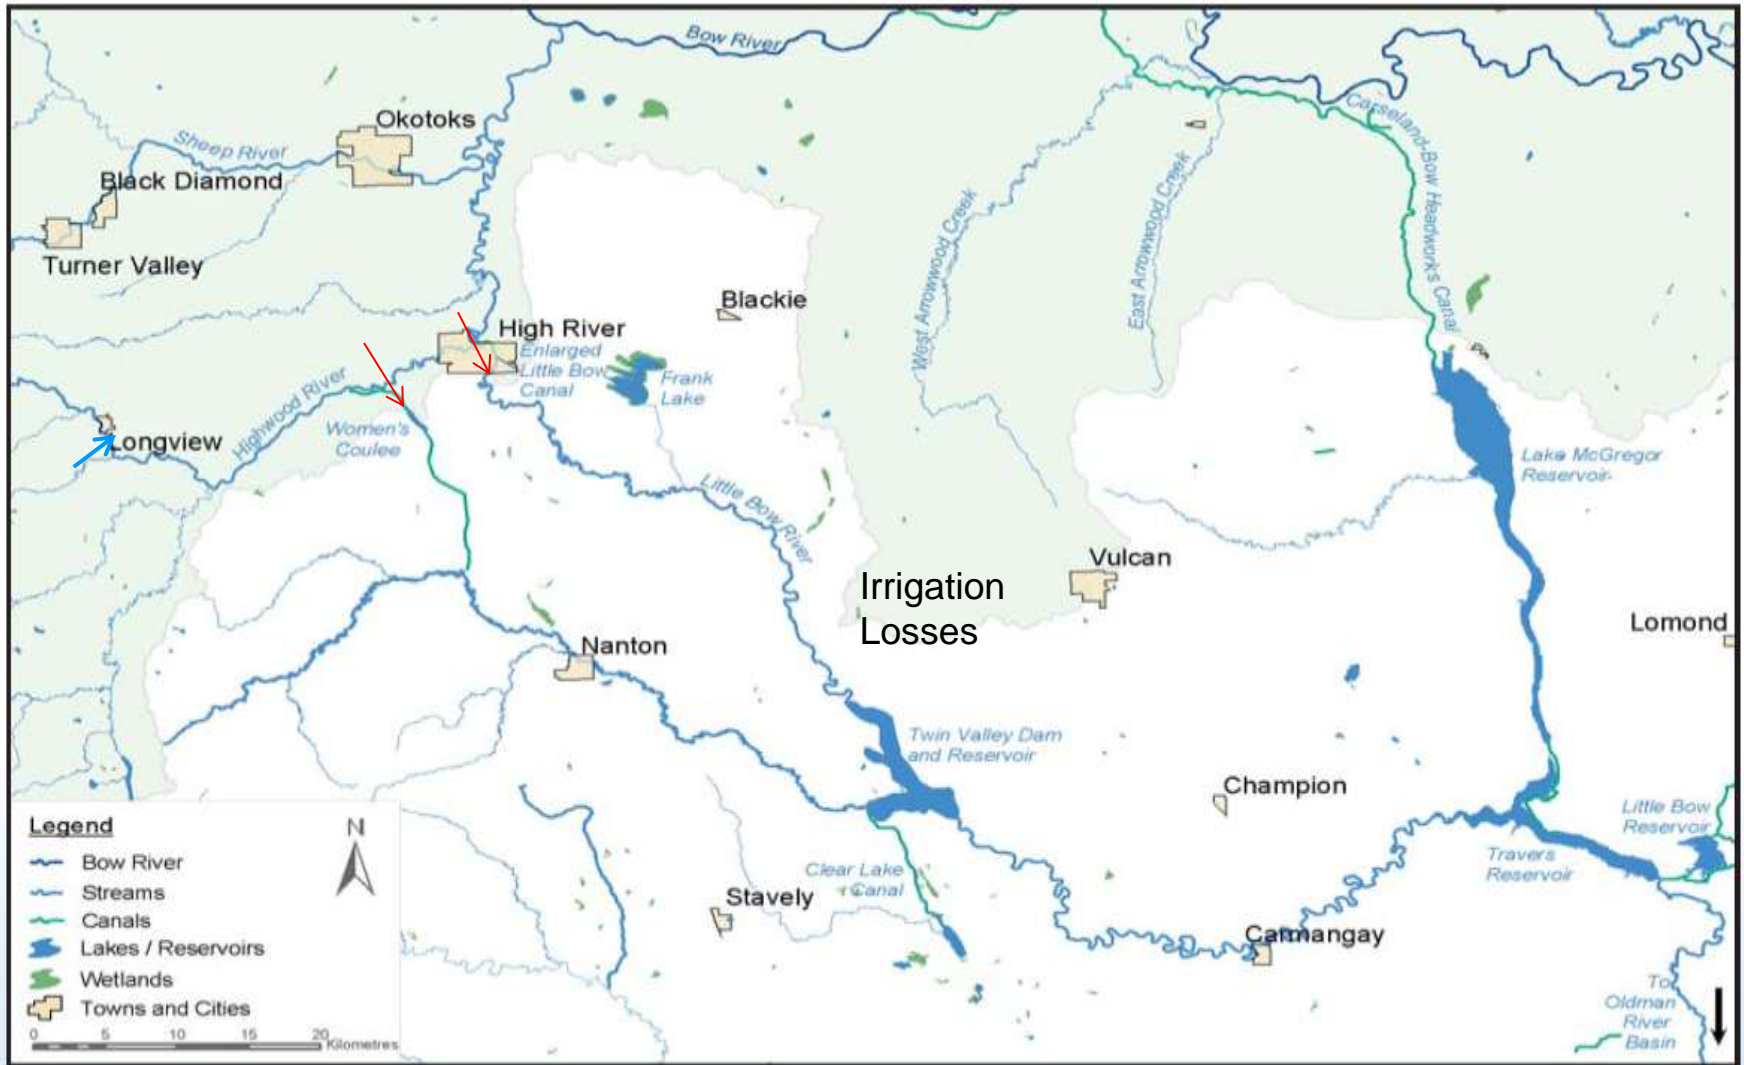 Bow River
Okotoks
Sheep River
Black Diamond
Turner Valley
Carseland-Bow Headworks Canal
West Arrowwood Creek
East Arrowwood Creek
Blackie
High River
Enlarged
Little Bow
Canal
Frank
Lake
Highwood River
Longview
Women's
Coulee
Lake McGregor
Reservoir
Little Bow River
Vulcan
Irrigation
Losses
Lomond
Nanton
Twin Valley Dam
and Reservoir
Champion
Little Bow
Reservoir
Travers
Reservoir
Clear Lake
Canal
Stavely
Carmangay
To
Oldman
River
Basin
Legend
N
Bow River
Streams
Canals
Lakes / Reservoirs
Wetlands
Towns and Cities
0 5 10 15 20
Kilometres